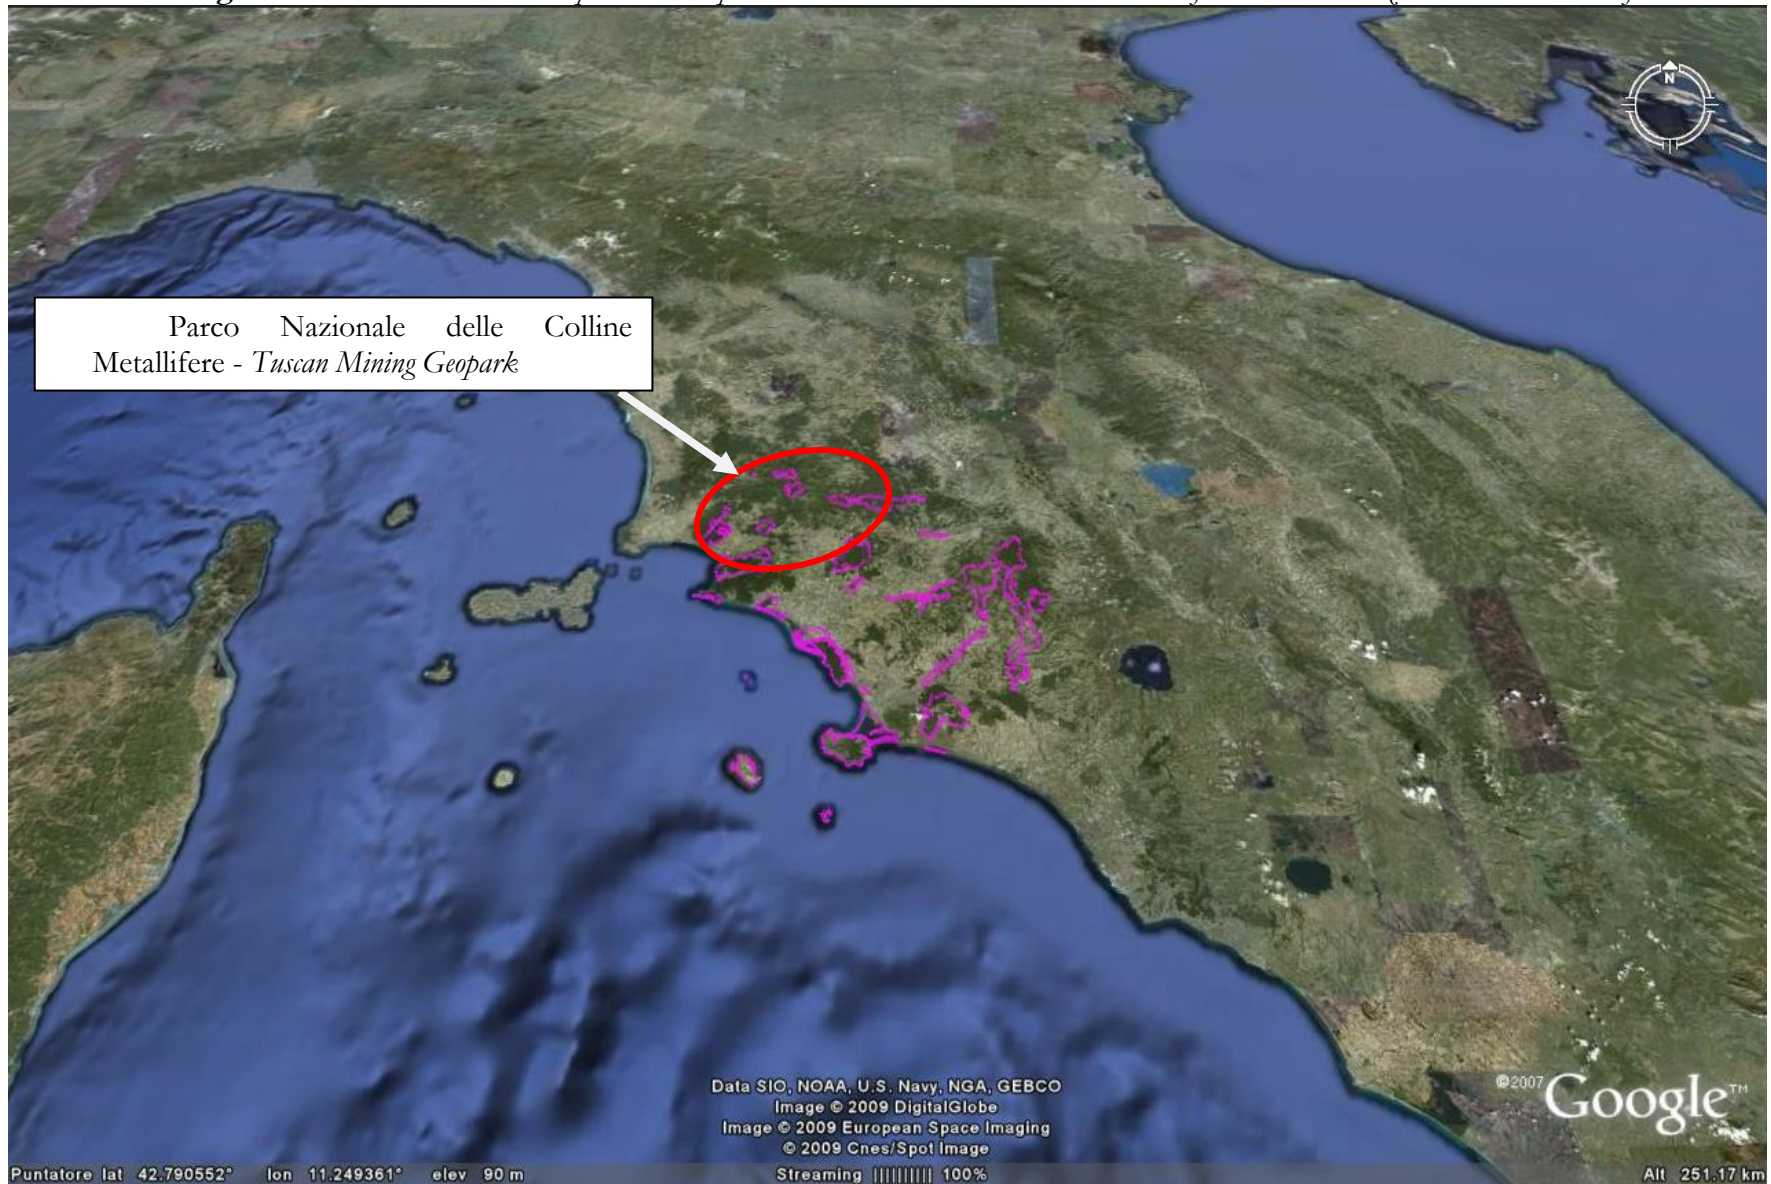 Parco Nazionale delle Colline
Metallifere - Tuscan Mining Geopark
N
Data SIO, NOAA, U.S. Navy, NGA, GEBCO
Image © 2009 DigitalGlobe
Image © 2009 European Space Imaging
© 2009 Cnes/Spot Image
©2007 Google™
Puntatore lat 42.790552° lon 11.249361° elev 90 m Streaming |||||||||| 100% Alt 251.17 km